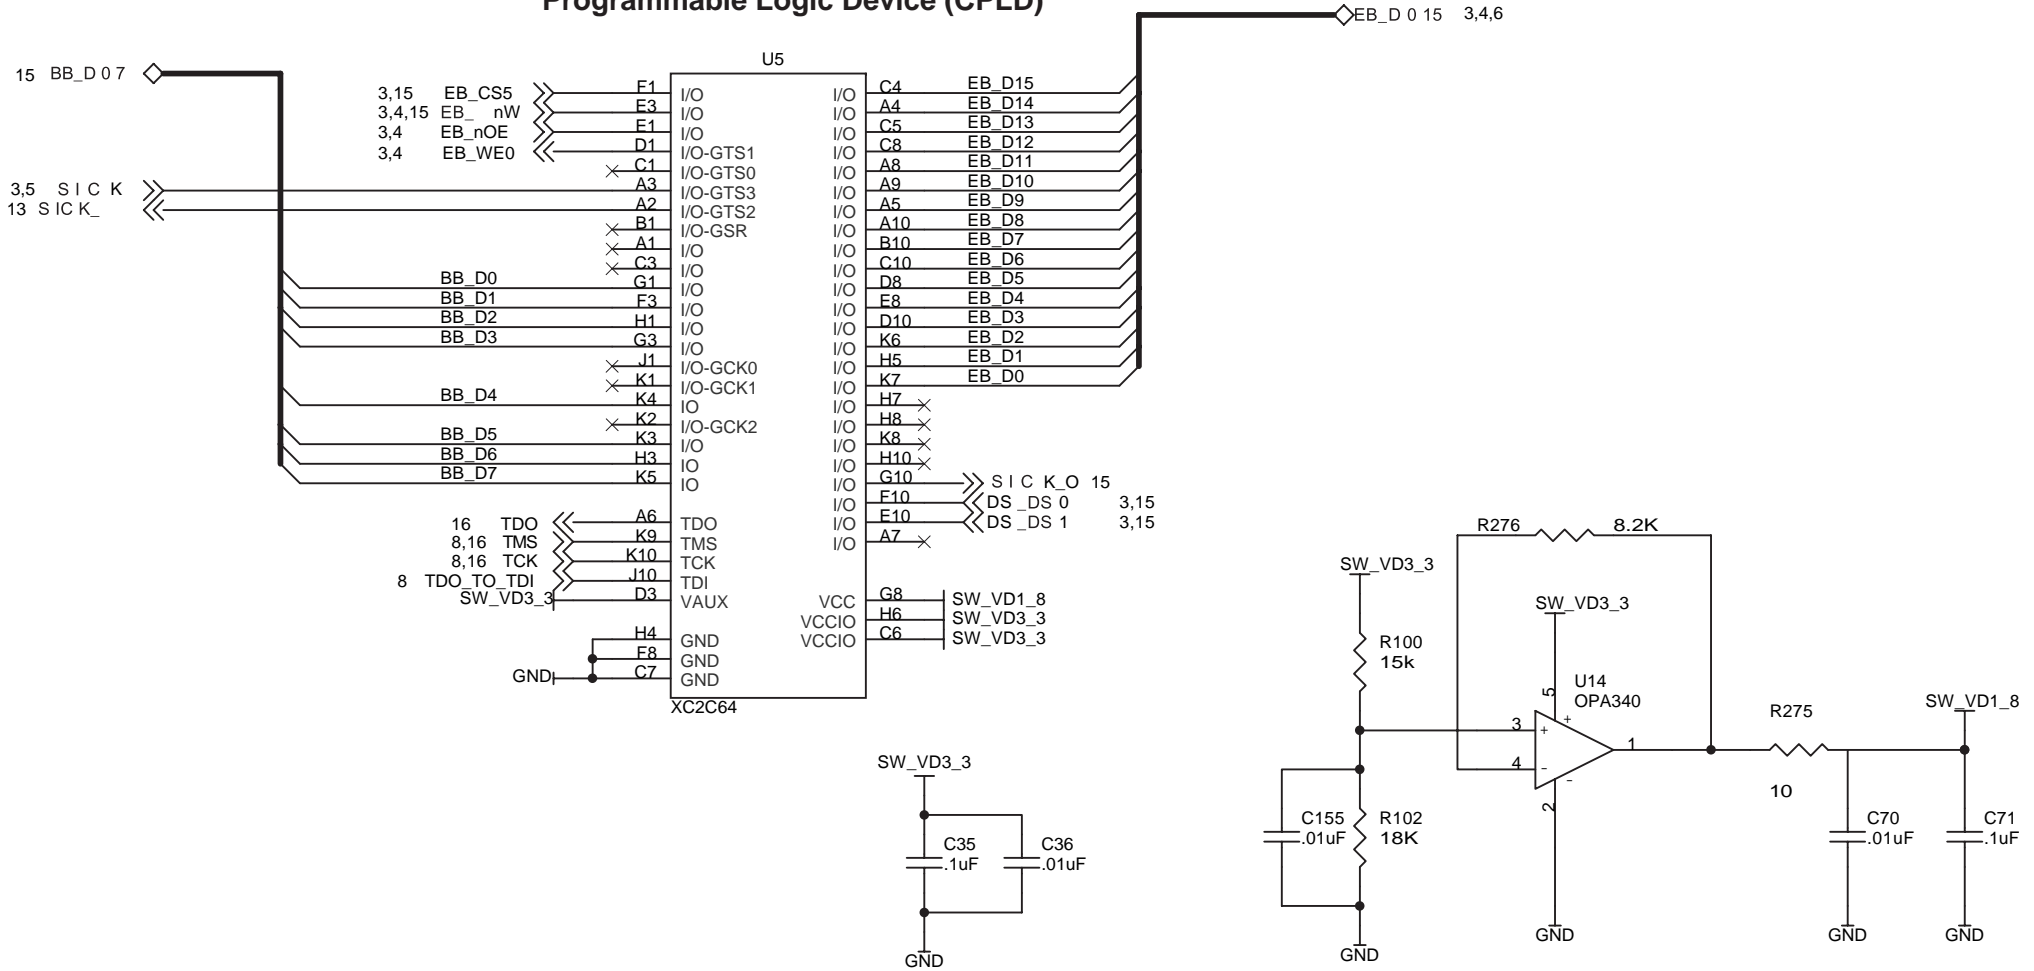 Programmable Logic Device (CPLD)
EB_D 0 15 3,4,6
15 BB_D 0 7
U5
3,15 EB_CS5 F1 I/O
3,4,15 EB_ nW E3 I/O
3,4 EB_nOE E1 I/O
3,4 EB_WE0 D1 I/O-GTS1
C1 I/O-GTS0
3,5 S I C K A3 I/O-GTS3
13 S IC K_ A2 I/O-GTS2
B1 I/O-GSR
A1 I/O
C3 I/O
BB_D0 G1 I/O
BB_D1 F3 I/O
BB_D2 H1 I/O
BB_D3 G3 I/O
J1 I/O-GCK0
K1 I/O-GCK1
BB_D4 K4 IO
K2 I/O-GCK2
BB_D5 K3 I/O
BB_D6 H3 IO
BB_D7 K5 IO
16 TDO A6 TDO
8,16 TMS K9 TMS
8,16 TCK K10 TCK
8 TDO_TO_TDI J10 TDI
SW_VD3_3 D3 VAUX
H4 GND
F8 GND
GND C7 GND
I/O C4 EB_D15
I/O A4 EB_D14
I/O C5 EB_D13
I/O C8 EB_D12
I/O A8 EB_D11
I/O A9 EB_D10
I/O A5 EB_D9
I/O A10 EB_D8
I/O B10 EB_D7
I/O C10 EB_D6
I/O D8 EB_D5
I/O E8 EB_D4
I/O D10 EB_D3
I/O K6 EB_D2
I/O H5 EB_D1
I/O K7 EB_D0
I/O H7
I/O H8
I/O K8
I/O H10
I/O G10 S I C K_O 15
I/O F10 DS _DS 0 3,15
I/O E10 DS _DS 1 3,15
I/O A7
VCC G8 SW_VD1_8
VCCIO H6 SW_VD3_3
VCCIO C6 SW_VD3_3
XC2C64
SW_VD3_3
C35
.1uF
C36
.01uF
GND
R276 8.2K
SW_VD3_3
SW_VD3_3
R100
15k
U14
OPA340
5
+
3 +
4 -
1
-
2
R275
10
SW_VD1_8
C155
.01uF
R102
18K
C70
.01uF
C71
.1uF
GND
GND
GND
GND